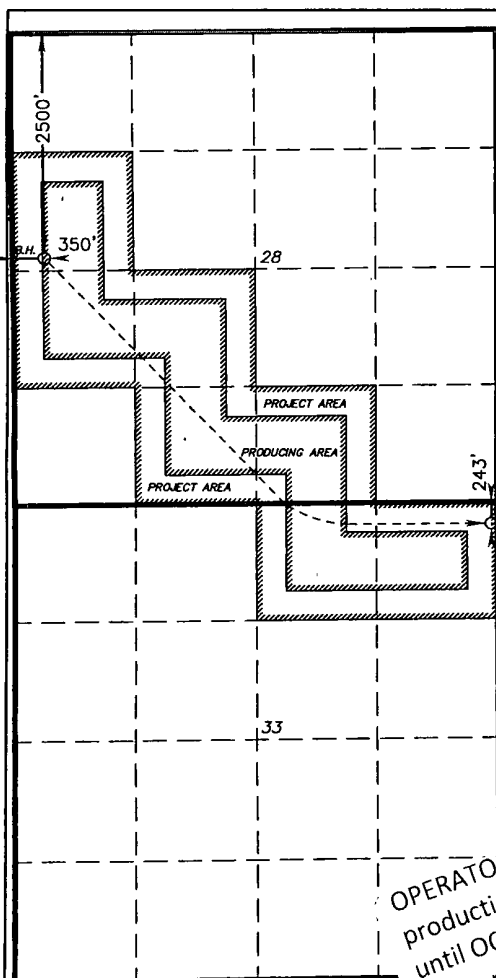 2500'
B.H.
350'
28
PROJECT AREA
PRODUCING AREA
PROJECT AREA
243'
33
OPERATO
producti
until OC